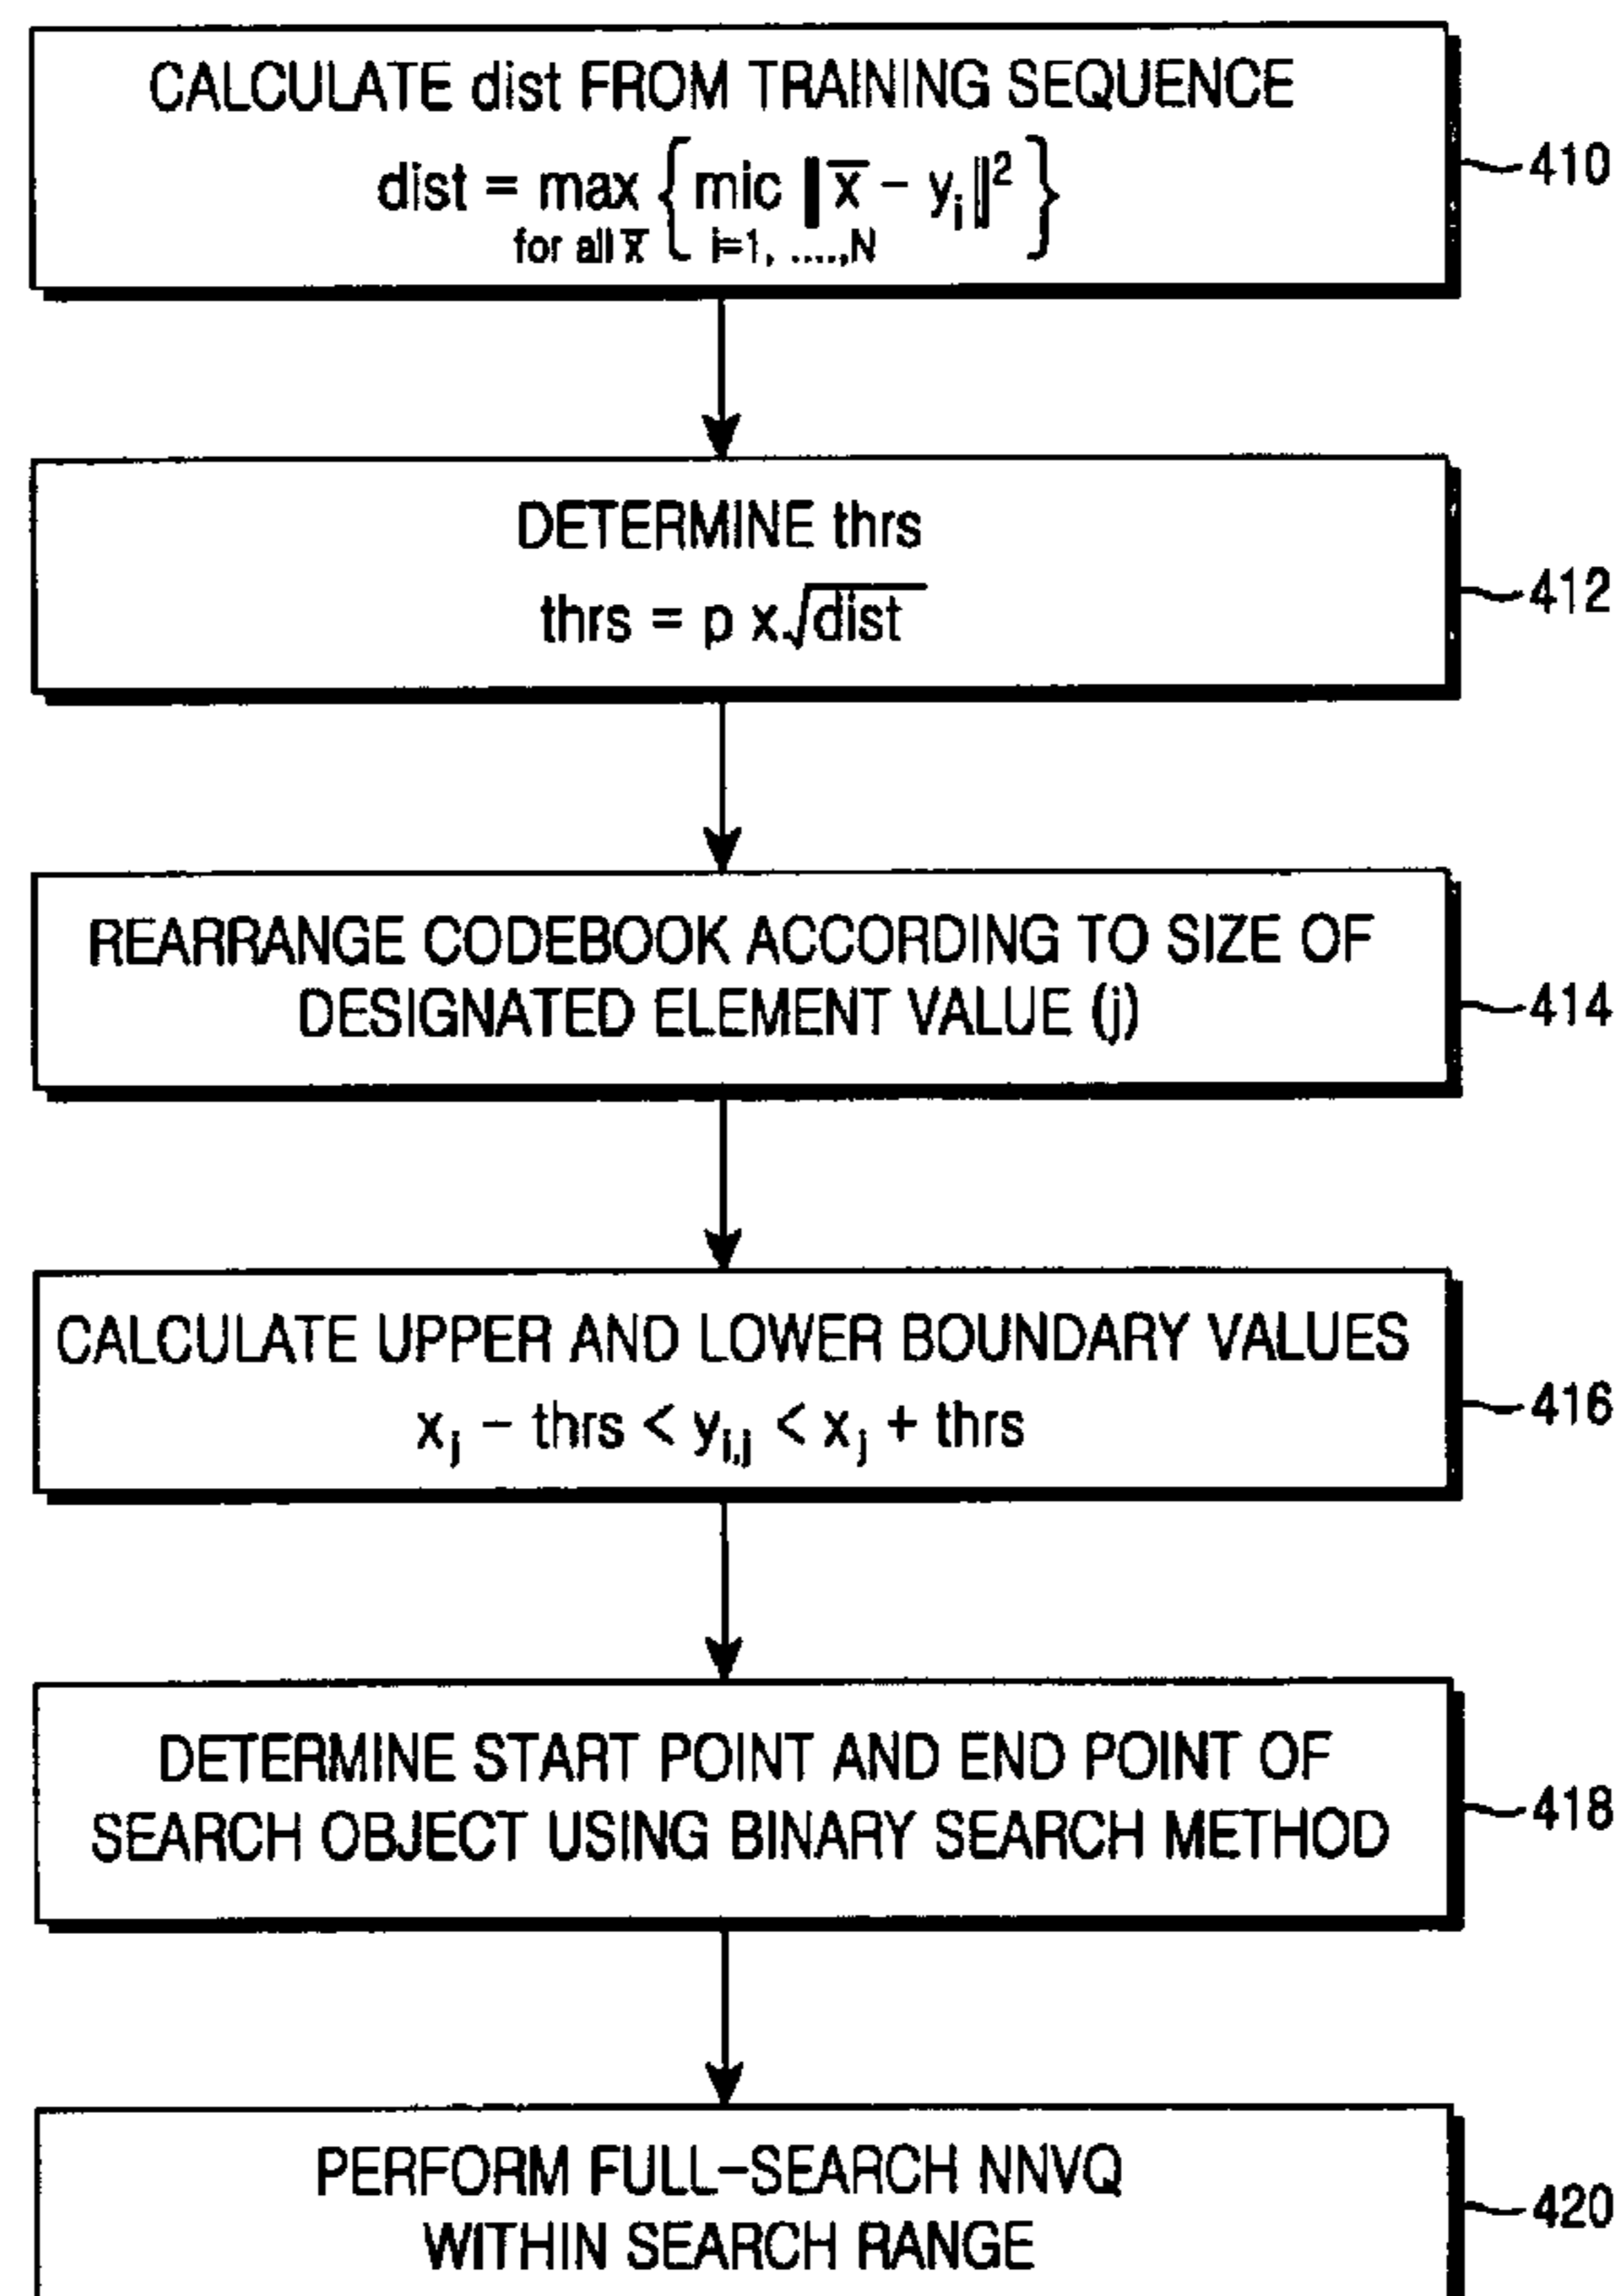 CALCULATE dist FROM TRAINING SEQUENCE
dist = max { mic ‖x̅ - yᵢ‖² }
for all x̅ i=1, ....,N
410
DETERMINE thrs
thrs = p x √dist
412
REARRANGE CODEBOOK ACCORDING TO SIZE OF
DESIGNATED ELEMENT VALUE (j)
414
CALCULATE UPPER AND LOWER BOUNDARY VALUES
xⱼ - thrs < yᵢ,ⱼ < xⱼ + thrs
416
DETERMINE START POINT AND END POINT OF
SEARCH OBJECT USING BINARY SEARCH METHOD
418
PERFORM FULL-SEARCH NNVQ
WITHIN SEARCH RANGE
420